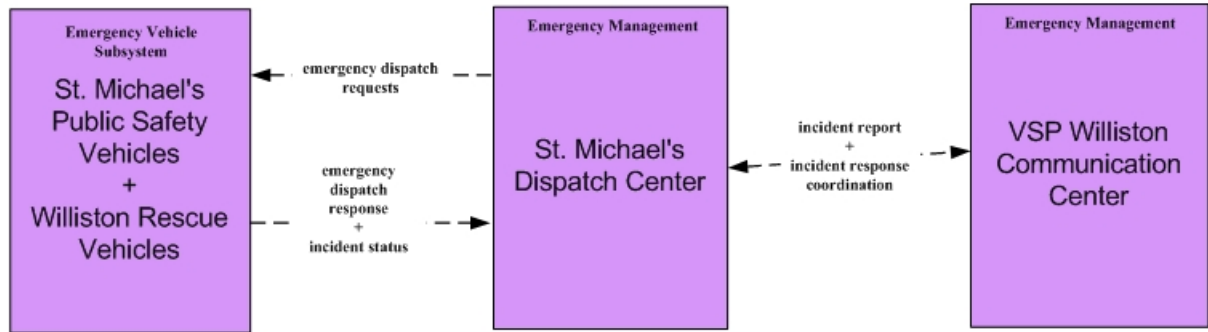 Emergency Vehicle
Subsystem
St. Michael's
Public Safety
Vehicles
+
Williston Rescue
Vehicles
emergency dispatch
requests
emergency
dispatch
response
+
incident status
Emergency Management
St. Michael's
Dispatch Center
incident report
+
incident response
coordination
Emergency Management
VSP Williston
Communication
Center